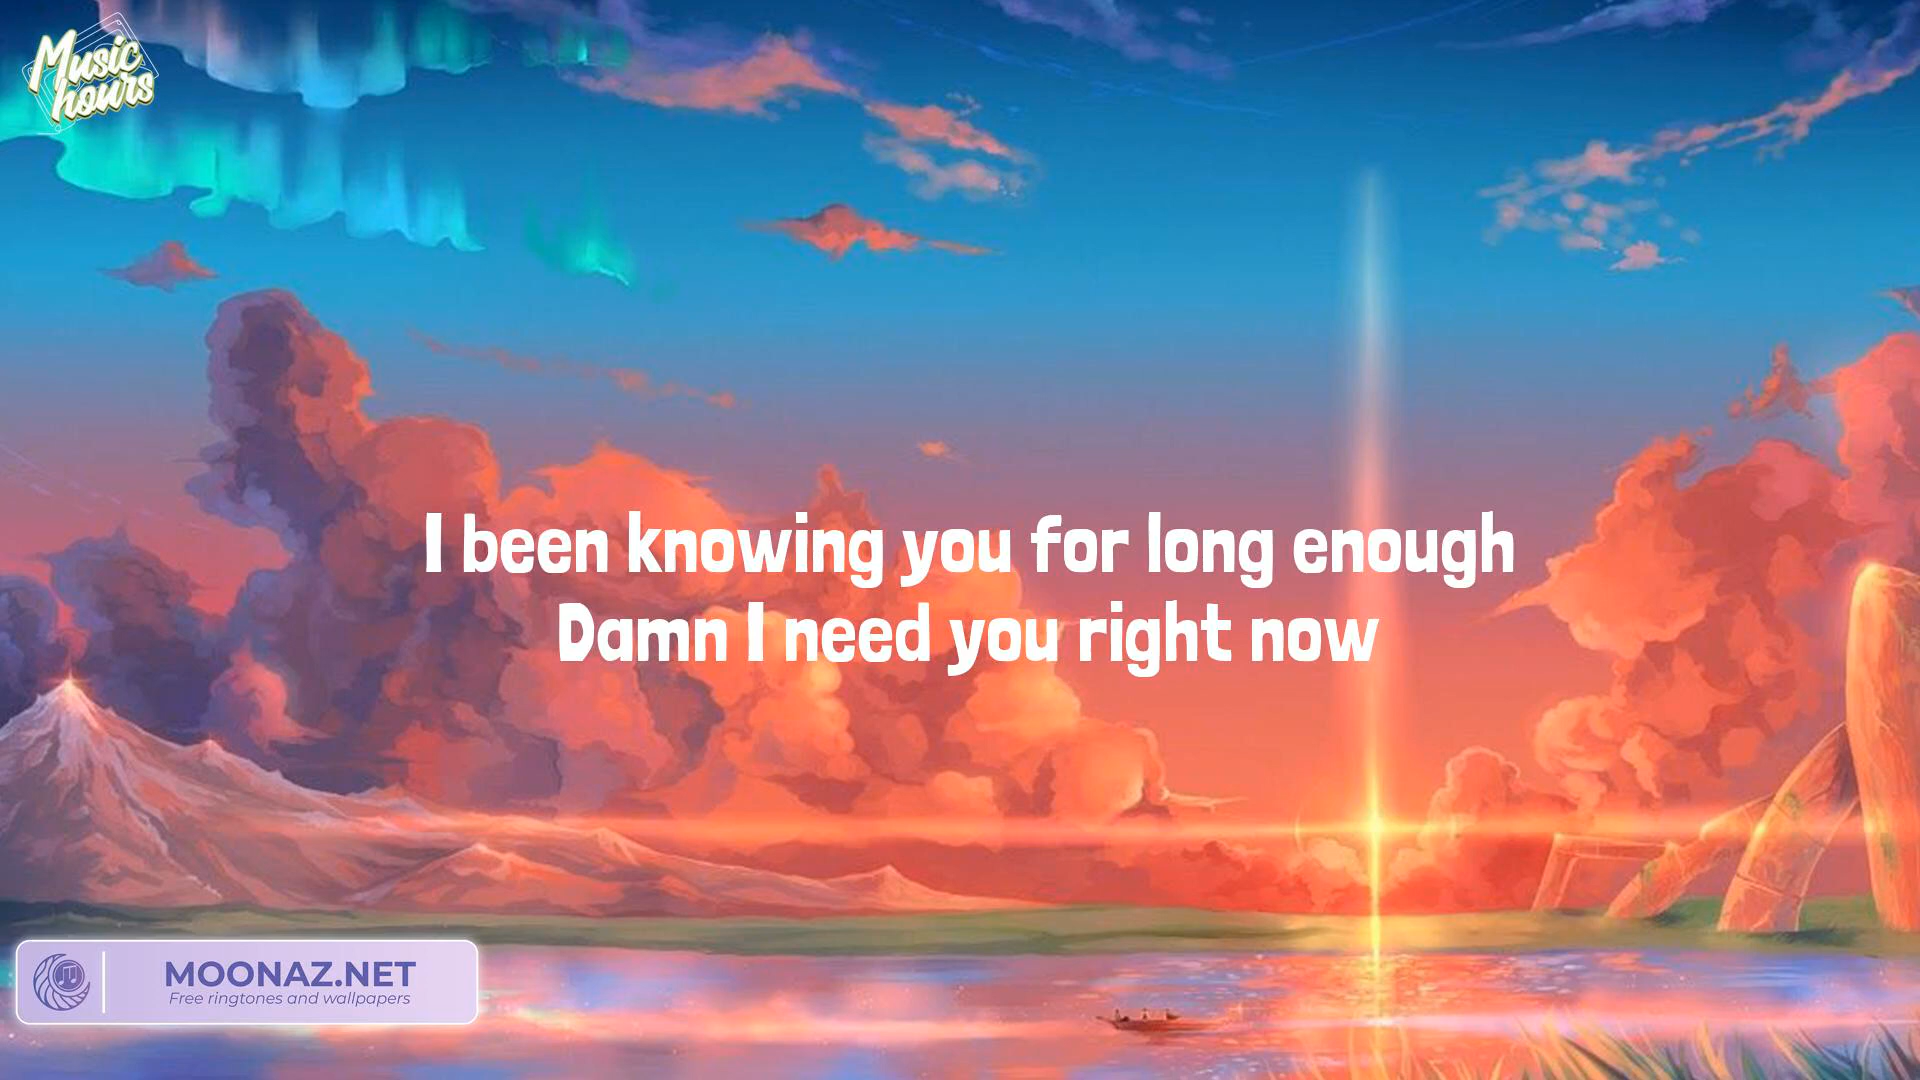 Music
hours
I been knowing you for long enough
Damn I need you right now
MOONAZ.NET
Free ringtones and wallpapers